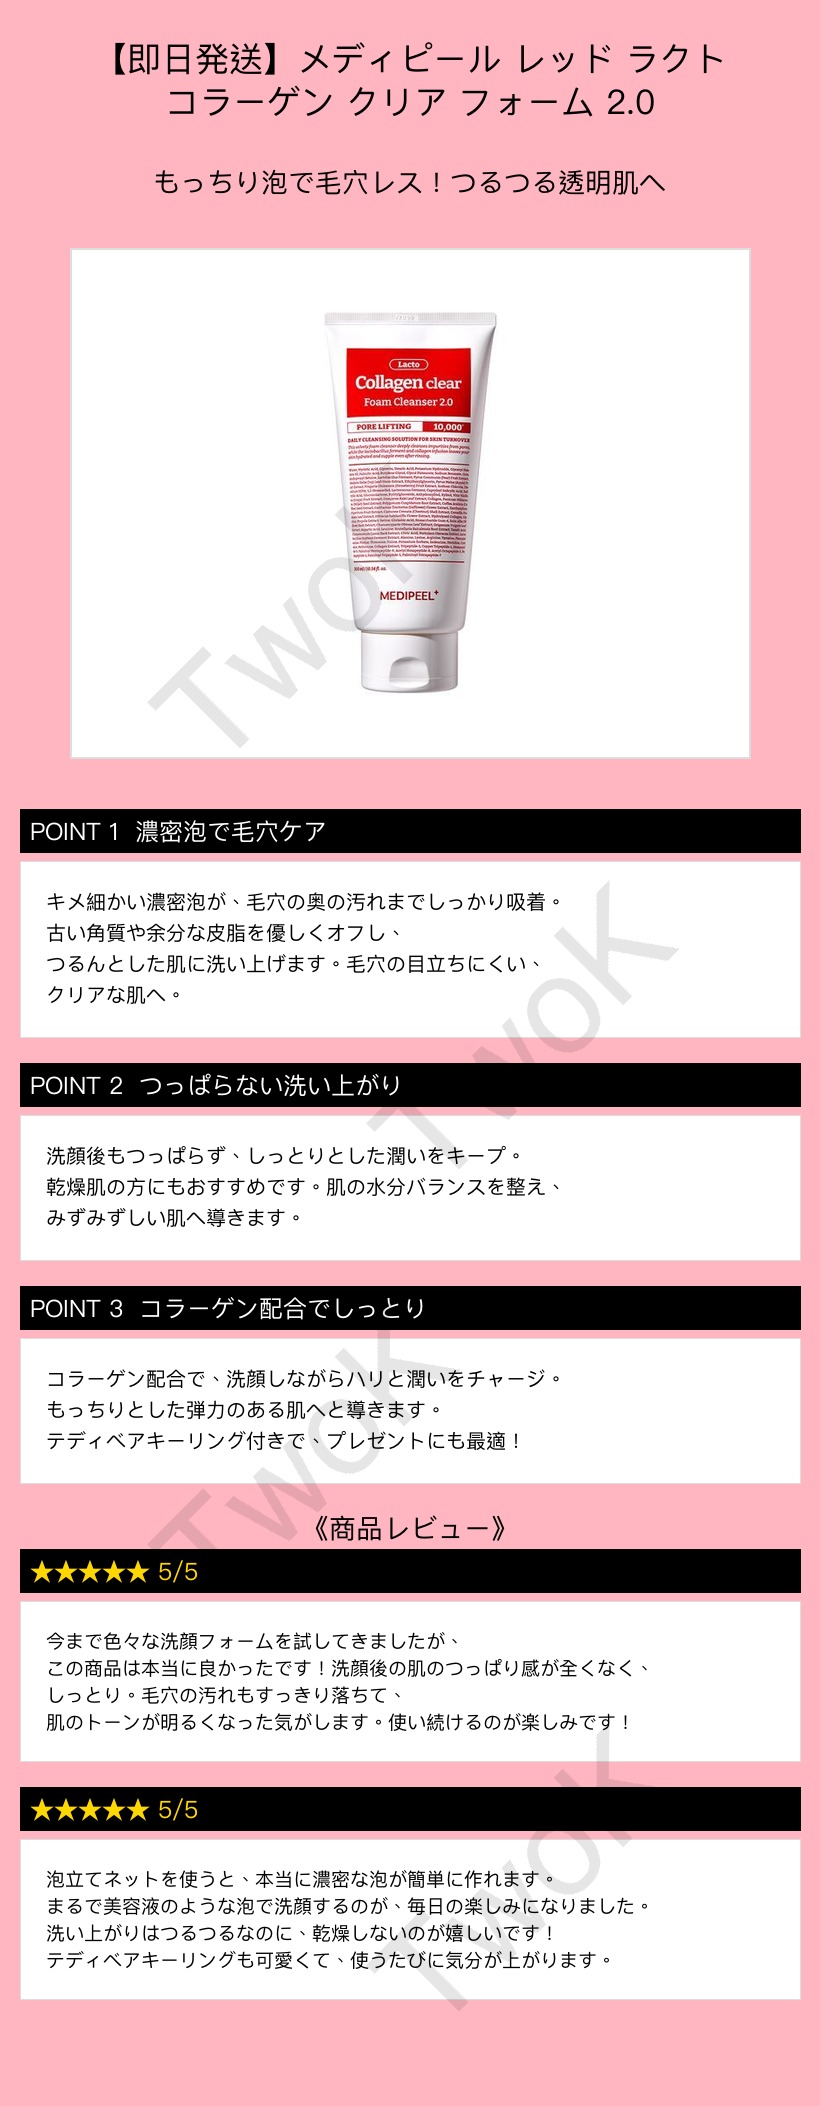 【即日発送】メディピール レッド ラクト
コラーゲン クリア フォーム 2.0
もっちり泡で毛穴レス！つるつる透明肌へ
Lacto
Collagen clear
Foam Cleanser 2.0
PORE LIFTING 10,000
DAILY CLEANSING SOLUTION FOR SKIN TURNOVER
MEDIPEEL+
TwoK
POINT 1 濃密泡で毛穴ケア
キメ細かい濃密泡が、毛穴の奥の汚れまでしっかり吸着。
古い角質や余分な皮脂を優しくオフし、
つるんとした肌に洗い上げます。毛穴の目立ちにくい、
クリアな肌へ。
TwoK
POINT 2 つっぱらない洗い上がり
洗顔後もつっぱらず、しっとりとした潤いをキープ。
乾燥肌の方にもおすすめです。肌の水分バランスを整え、
みずみずしい肌へ導きます。
POINT 3 コラーゲン配合でしっとり
コラーゲン配合で、洗顔しながらハリと潤いをチャージ。
もっちりとした弾力のある肌へと導きます。
テディベアキーリング付きで、プレゼントにも最適！
TwoK
《商品レビュー》
★★★★★ 5/5
今まで色々な洗顔フォームを試してきましたが、
この商品は本当に良かったです！洗顔後の肌のつっぱり感が全くなく、
しっとり。毛穴の汚れもすっきり落ちて、
肌のトーンが明るくなった気がします。使い続けるのが楽しみです！
★★★★★ 5/5
泡立てネットを使うと、本当に濃密な泡が簡単に作れます。
まるで美容液のような泡で洗顔するのが、毎日の楽しみになりました。
洗い上がりはつるつるなのに、乾燥しないのが嬉しいです！
テディベアキーリングも可愛くて、使うたびに気分が上がります。
TwoK